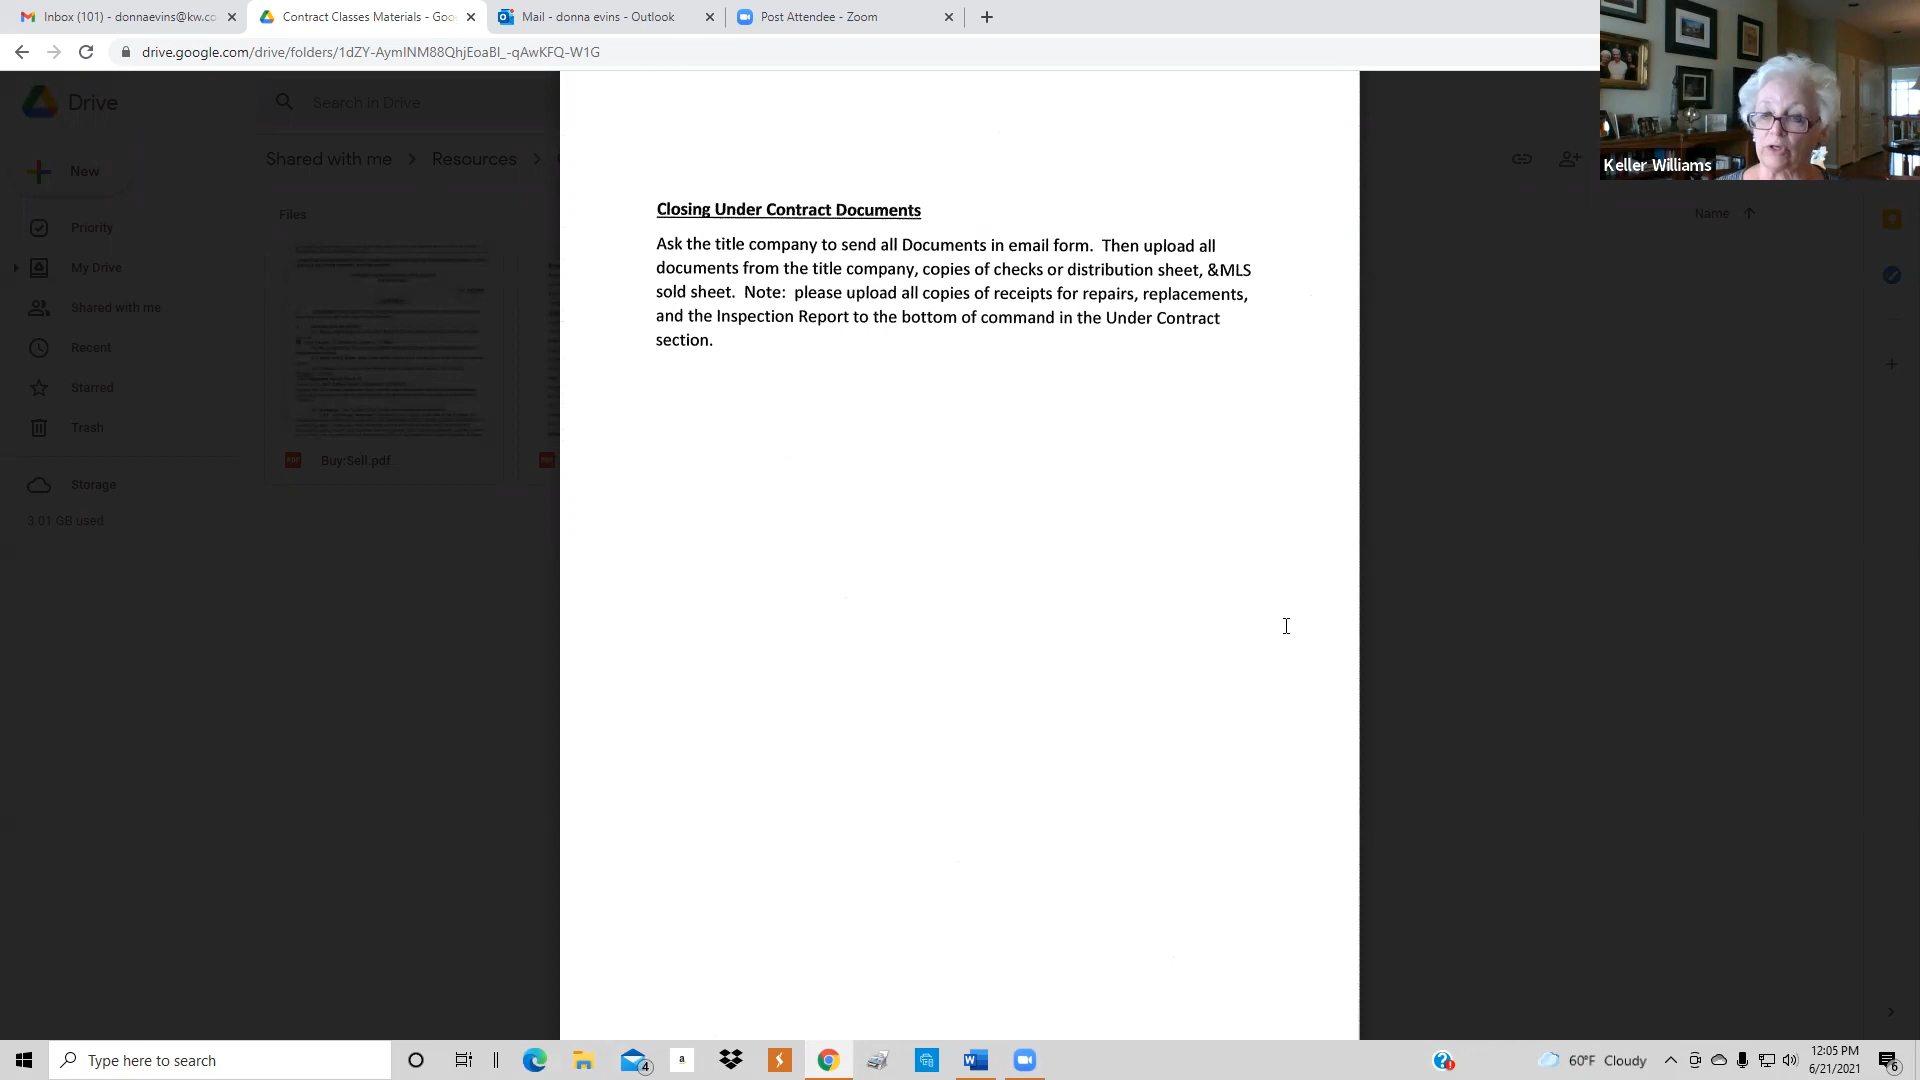 Inbox (101) - donnaevins@kw.co
Contract Classes Materials - Goo
Mail - donna evins - Outlook
Post Attendee - Zoom
drive.google.com/drive/folders/1dZY-AymINM88QhjEoaBI_-qAwKFQ-W1G
Drive
Search in Drive
Keller Williams
New
Shared with me
Resources
Files
Name
Priority
My Drive
Shared with me
Recent
Starred
Trash
Storage
3.01 GB used
Buy:Sell.pdf
Closing Under Contract Documents
Ask the title company to send all Documents in email form. Then upload all
documents from the title company, copies of checks or distribution sheet, &MLS
sold sheet. Note: please upload all copies of receipts for repairs, replacements,
and the Inspection Report to the bottom of command in the Under Contract
section.
Type here to search
4
a
W
60°F Cloudy
12:05 PM
6/21/2021
6